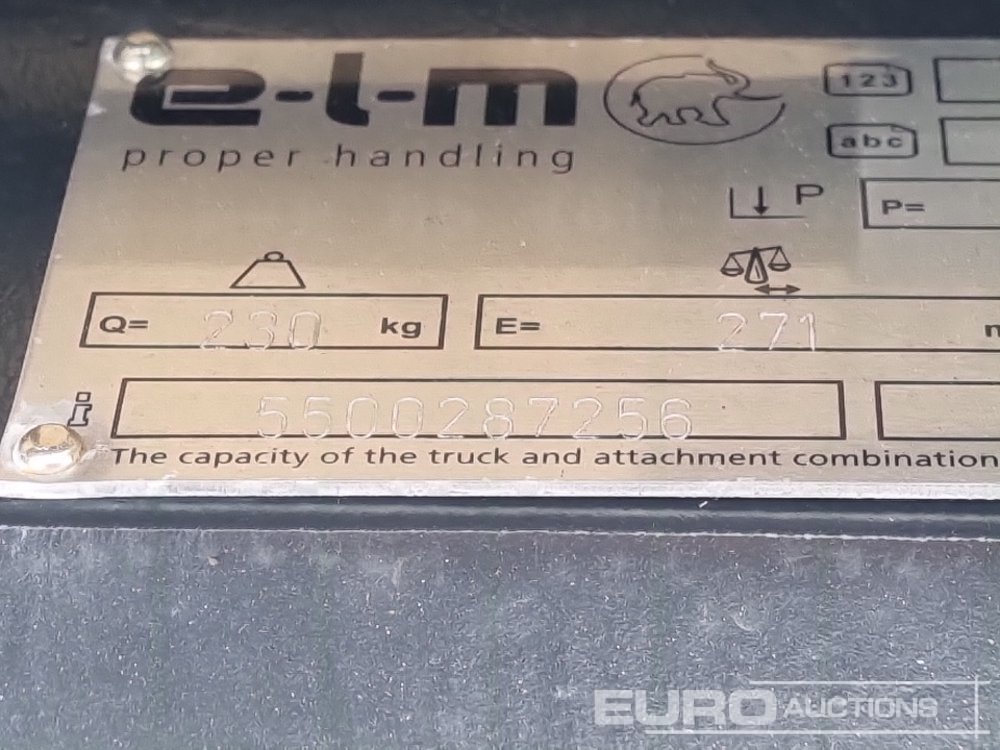 e-l-m
proper handling
123
abc
P
P=
Q= 230 kg
E= 271
i 5500287256
The capacity of the truck and attachment combination
EURO AUCTIONS